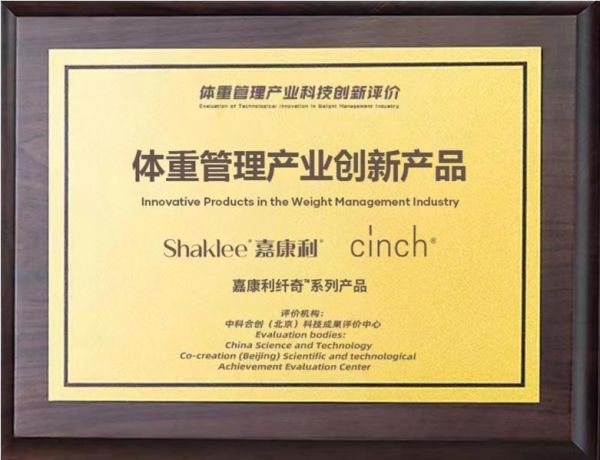 体重管理产业科技创新评价
Evaluation of Technological Innovation in Weight Management Industry
体重管理产业创新产品
Innovative Products in the Weight Management Industry
Shaklee® 嘉康利® cinch®
嘉康利纤奇™系列产品
评价机构：
中科合创（北京）科技成果评价中心
Evaluation bodies:
China Science and Technology
Co-creation (Beijing) Scientific and technological
Achievement Evaluation Center